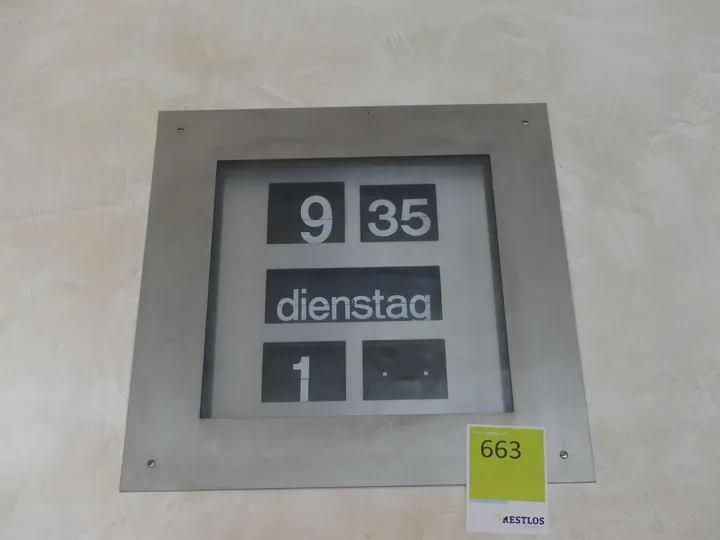 9 35
dienstag
1
663
RESTLOS